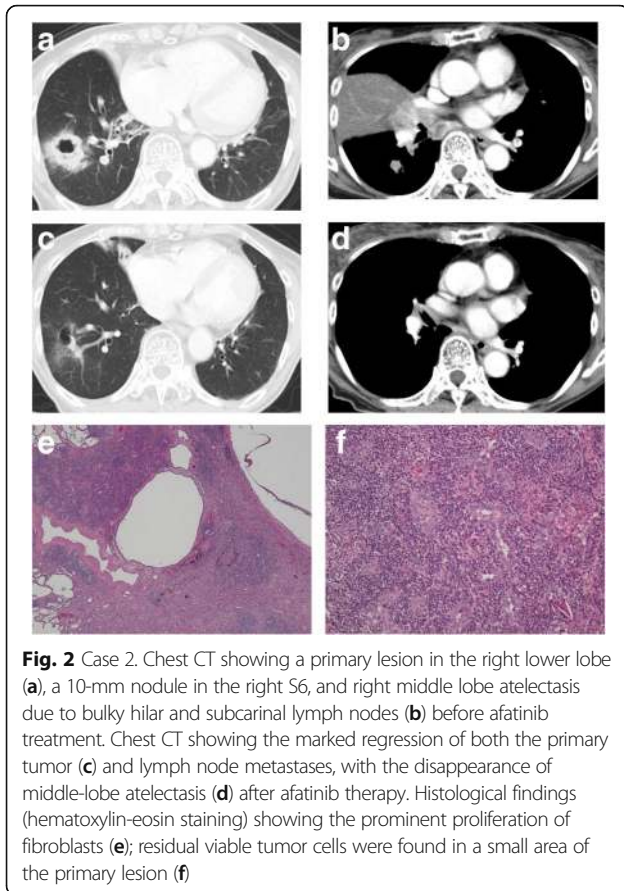 a
b
c
d
e
f
Fig. 2 Case 2. Chest CT showing a primary lesion in the right lower lobe
(a), a 10-mm nodule in the right S6, and right middle lobe atelectasis
due to bulky hilar and subcarinal lymph nodes (b) before afatinib
treatment. Chest CT showing the marked regression of both the primary
tumor (c) and lymph node metastases, with the disappearance of
middle-lobe atelectasis (d) after afatinib therapy. Histological findings
(hematoxylin-eosin staining) showing the prominent proliferation of
fibroblasts (e); residual viable tumor cells were found in a small area of
the primary lesion (f)